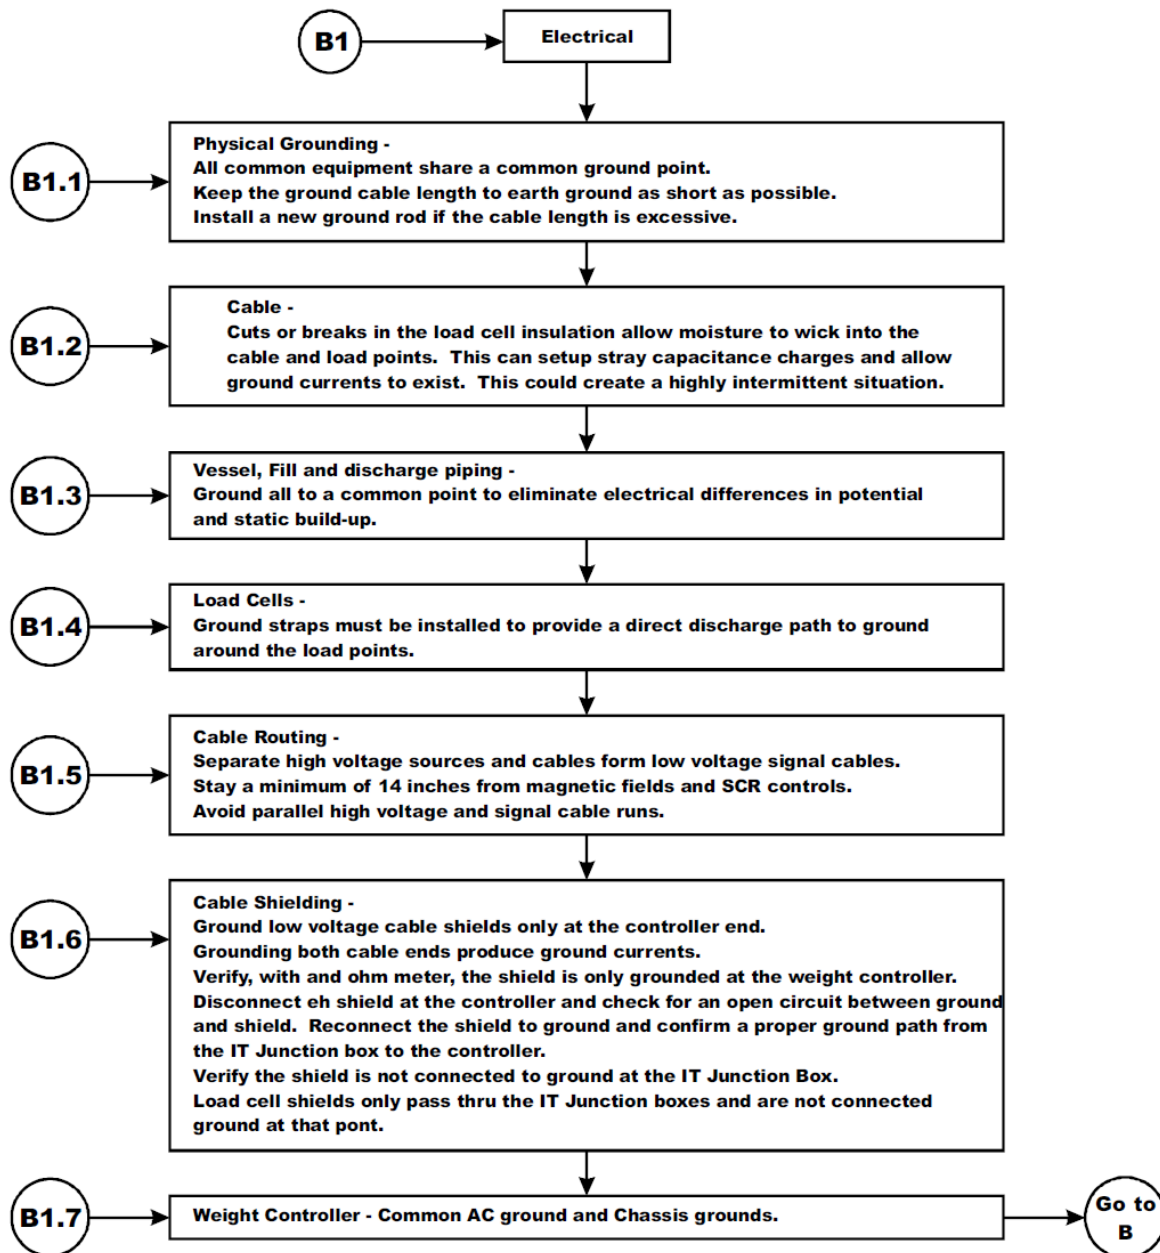 B1
Electrical
B1.1
Physical Grounding -
All common equipment share a common ground point.
Keep the ground cable length to earth ground as short as possible.
Install a new ground rod if the cable length is excessive.
B1.2
Cable -
Cuts or breaks in the load cell insulation allow moisture to wick into the
cable and load points.  This can setup stray capacitance charges and allow
ground currents to exist.  This could create a highly intermittent situation.
B1.3
Vessel, Fill and discharge piping -
Ground all to a common point to eliminate electrical differences in potential
and static build-up.
B1.4
Load Cells -
Ground straps must be installed to provide a direct discharge path to ground
around the load points.
B1.5
Cable Routing -
Separate high voltage sources and cables form low voltage signal cables.
Stay a minimum of 14 inches from magnetic fields and SCR controls.
Avoid parallel high voltage and signal cable runs.
B1.6
Cable Shielding -
Ground low voltage cable shields only at the controller end.
Grounding both cable ends produce ground currents.
Verify, with and ohm meter, the shield is only grounded at the weight controller.
Disconnect eh shield at the controller and check for an open circuit between ground
and shield.  Reconnect the shield to ground and confirm a proper ground path from
the IT Junction box to the controller.
Verify the shield is not connected to ground at the IT Junction Box.
Load cell shields only pass thru the IT Junction boxes and are not connected
ground at that pont.
B1.7
Weight Controller - Common AC ground and Chassis grounds.
Go to
B